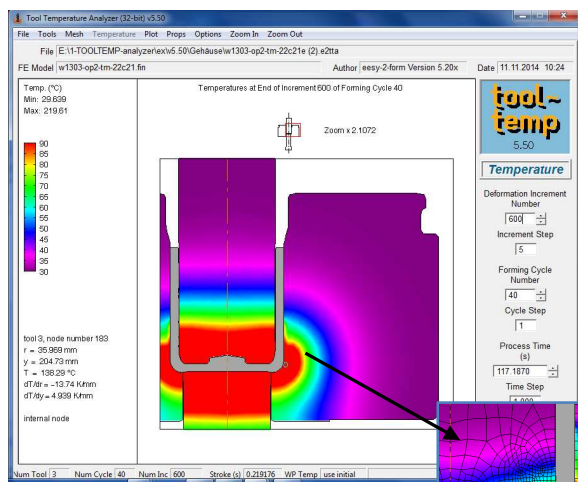 Tool Temperature Analyzer (32-bit) v5.50
File Tools Mesh Temperature Plot Props Options Zoom In Zoom Out
File E:\1-TOOLTEMP-analyzer\ex\v5.50\Gehäuse\w1303-op2-tm-22c21e (2).e2tta
FE Model w1303-op2-tm-22c21.fin Author eesy-2-form Version 5.20x Date 11.11.2014 10:24
Temp. (°C)
Min: 29.639
Max: 219.61
Temperatures at End of Increment 600 of Forming Cycle 40
Zoom x 2.1072
90
85
80
75
70
65
60
55
50
45
40
35
30
tool 3, node number 183
r = 35.969 mm
y = 204.73 mm
T = 138.29 °C
dT/dr = -13.74 K/mm
dT/dy = 4.939 K/mm
internal node
tool~
temp
5.50
Temperature
Deformation Increment
Number
600
Increment Step
5
Forming Cycle
Number
40
Cycle Step
1
Process Time
(s)
117.1870
Time Step
1.000
Num Tool 3 Num Cycle 40 Num Inc 600 Stroke (s) 0.219176 WP Temp use initial